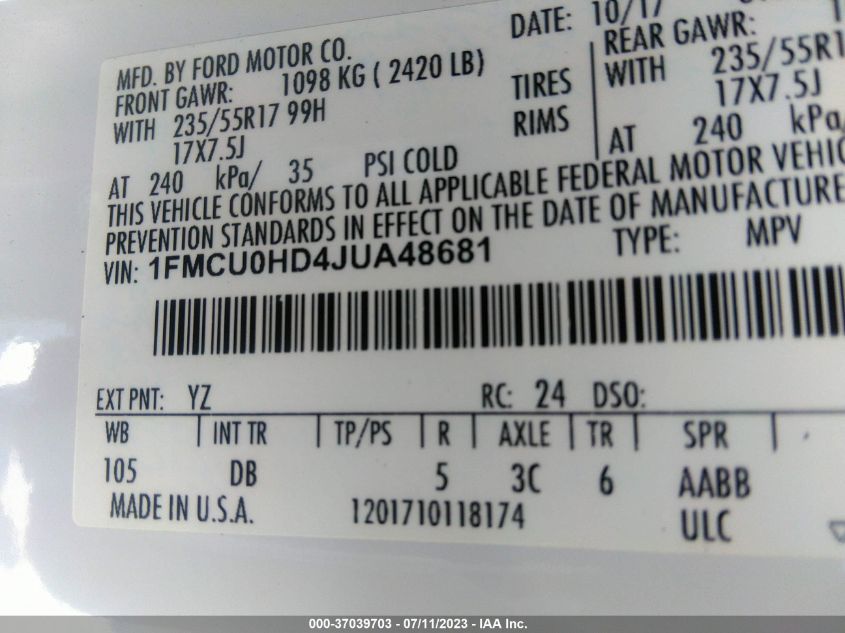 DATE: 10/17
MFD. BY FORD MOTOR CO.
FRONT GAWR: 1098 KG ( 2420 LB)
REAR GAWR:
WITH 235/55R17 99H TIRES
WITH 235/55R1
17X7.5J RIMS
17X7.5J
AT 240 kPa/ 35 PSI COLD
AT 240 kPa/
THIS VEHICLE CONFORMS TO ALL APPLICABLE FEDERAL MOTOR VEHIC
PREVENTION STANDARDS IN EFFECT ON THE DATE OF MANUFACTURE
VIN: 1FMCU0HD4JUA48681 TYPE: MPV
EXT PNT: YZ RC: 24 DSO:
WB | INT TR | TP/PS | R | AXLE | TR | SPR |
105 DB 5 3C 6 AABB
MADE IN U.S.A. 1201710118174 ULC
000-37039703 - 07/11/2023 - IAA Inc.